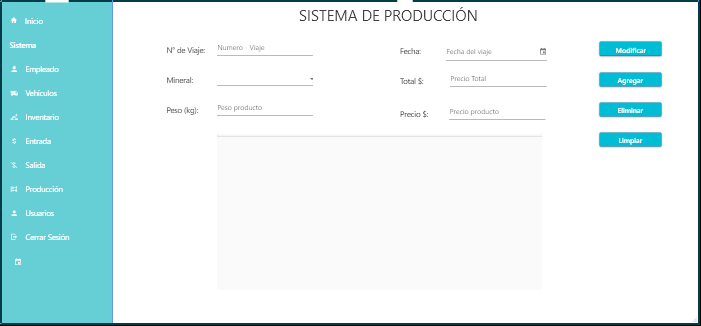 SISTEMA DE PRODUCCIÓN
Inicio
Sistema
Empleado
Vehículos
Inventario
Entrada
Salida
Producción
Usuarios
Cerrar Sesión
N° de Viaje: Numero - Viaje
Fecha: Fecha del viaje
Modificar
Mineral:
Total $: Precio Total
Agregar
Peso (kg): Peso producto
Precio $: Precio producto
Eliminar
Limpiar